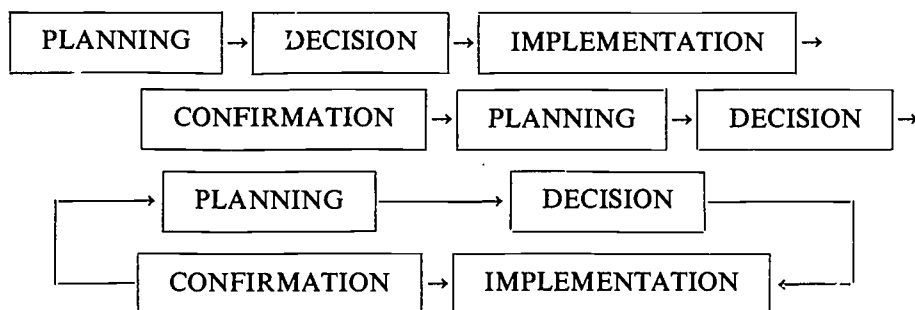 PLANNING → DECISION → IMPLEMENTATION →
CONFIRMATION → PLANNING → DECISION →
PLANNING → DECISION
CONFIRMATION → IMPLEMENTATION